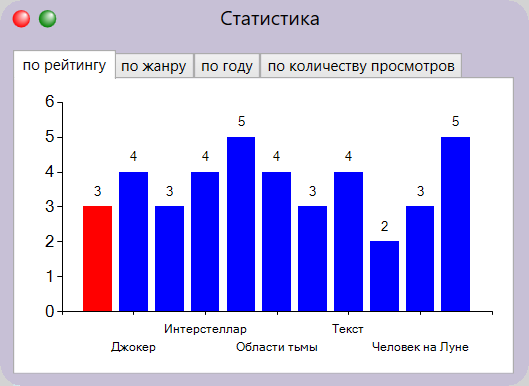 Статистика
по рейтингу
по жанру
по году
по количеству просмотров
6
5
4
3
2
1
0
3
4
3
4
5
4
3
4
2
3
5
Интерстеллар
Текст
Джокер
Области тьмы
Человек на Луне